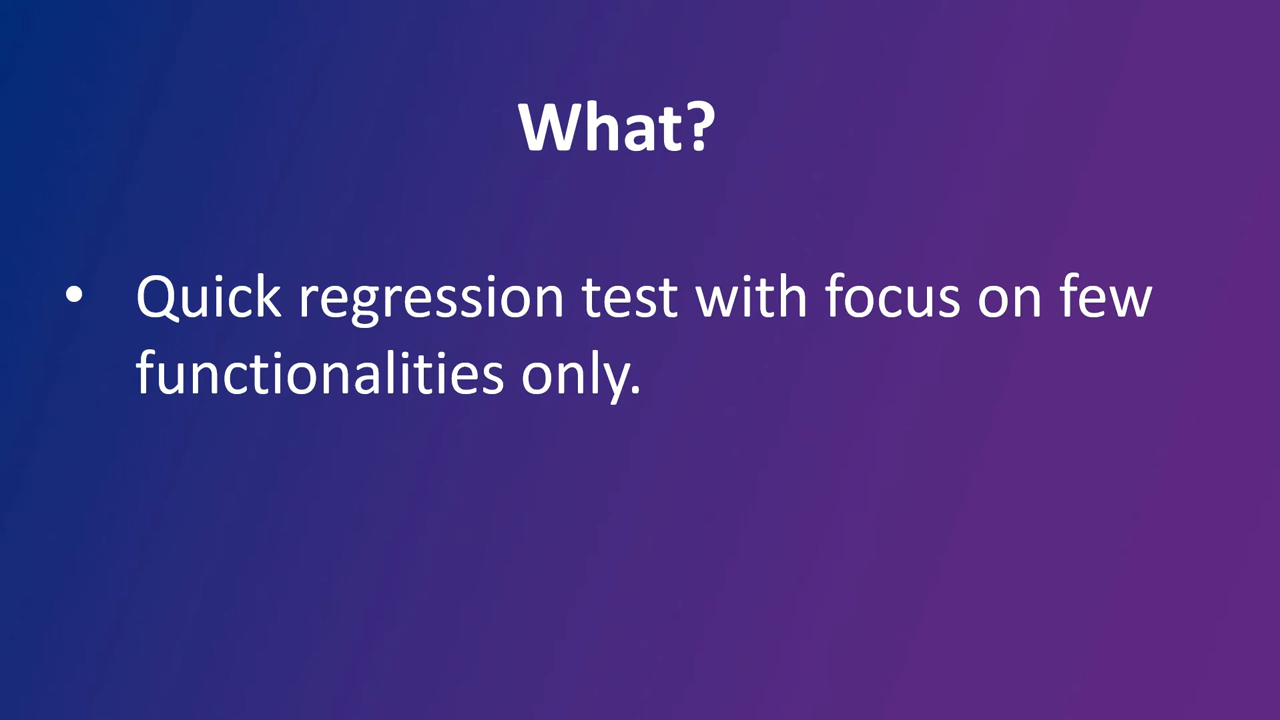 What?
• Quick regression test with focus on few
functionalities only.